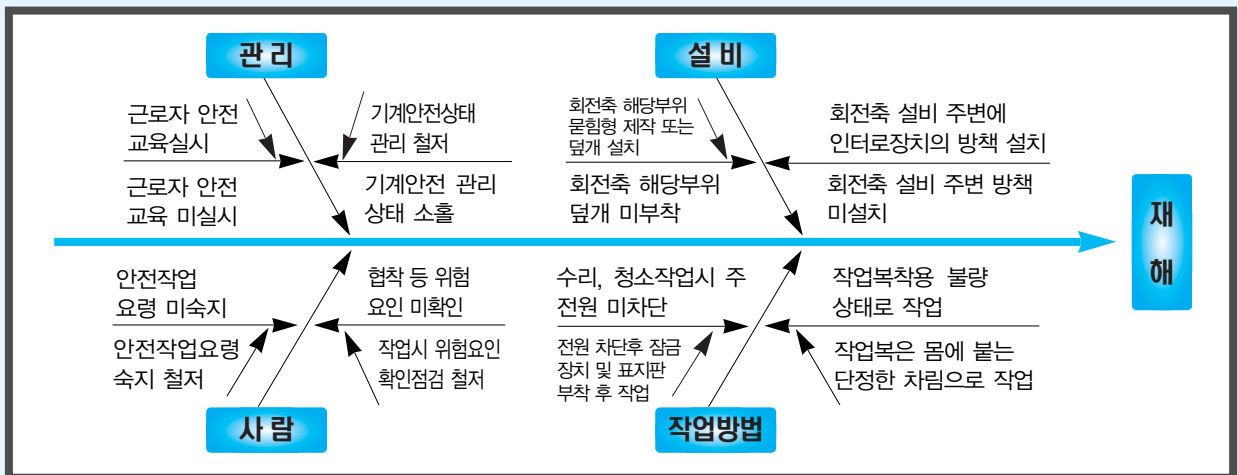 관 리
근로자 안전
교육실시
기계안전상태
관리 철저
근로자 안전
교육 미실시
기계안전 관리
상태 소홀
설 비
회전축 해당부위
묻힘형 제작 또는
덮개 설치
회전축 설비 주변에
인터로장치의 방책 설치
회전축 해당부위
덮개 미부착
회전축 설비 주변 방책
미설치
재
해
안전작업
요령 미숙지
협착 등 위험
요인 미확인
안전작업요령
숙지 철저
작업시 위험요인
확인점검 철저
사 람
수리, 청소작업시 주
전원 미차단
작업복착용 불량
상태로 작업
전원 차단후 잠금
장치 및 표지판
부착 후 작업
작업복은 몸에 붙는
단정한 차림으로 작업
작업방법